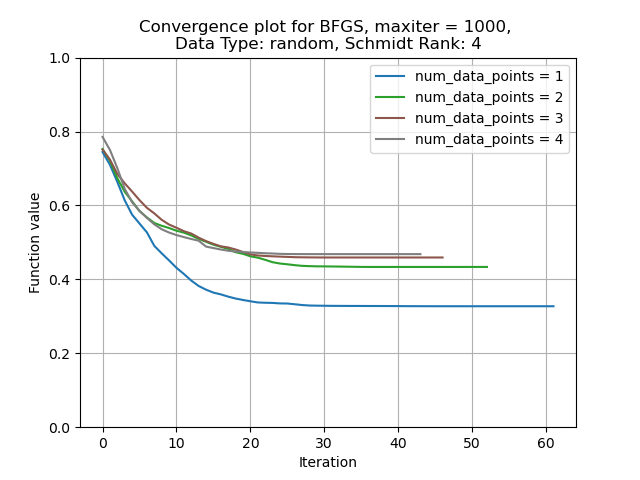 Convergence plot for BFGS, maxiter = 1000,
Data Type: random, Schmidt Rank: 4
num_data_points = 1
num_data_points = 2
num_data_points = 3
num_data_points = 4
Function value
1.0
0.8
0.6
0.4
0.2
0.0
0 10 20 30 40 50 60
Iteration